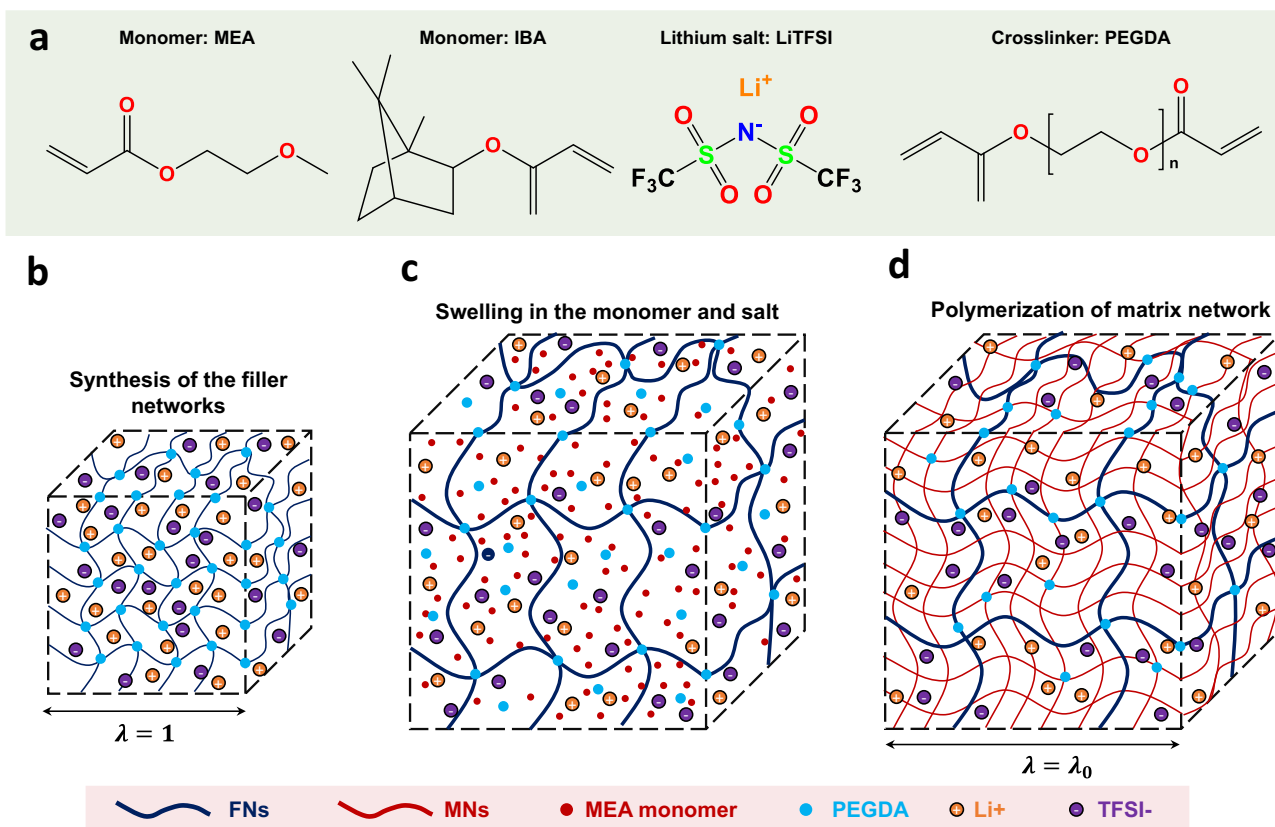 a
Monomer: MEA
Monomer: IBA
Lithium salt: LiTFSI
Crosslinker: PEGDA
O
O
O
O
Li+
O
O
N-
S
S
F3C
CF3
O
O
O
O
O
n
b
c
d
Synthesis of the filler
networks
Swelling in the monomer and salt
Polymerization of matrix network
λ = 1
λ = λ0
FNs
MNs
MEA monomer
PEGDA
+ Li+
- TFSI-